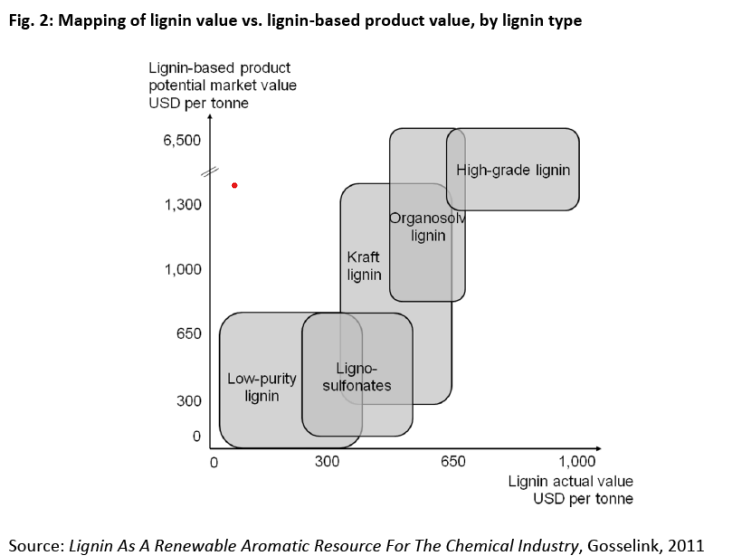 Fig. 2: Mapping of lignin value vs. lignin-based product value, by lignin type
Lignin-based product
potential market value
USD per tonne
6,500
High-grade lignin
1,300
Organosolv
lignin
Kraft
lignin
1,000
650
Low-purity
lignin
Ligno-
sulfonates
300
0
0
300
650
1,000
Lignin actual value
USD per tonne
Source: Lignin As A Renewable Aromatic Resource For The Chemical Industry, Gosselink, 2011